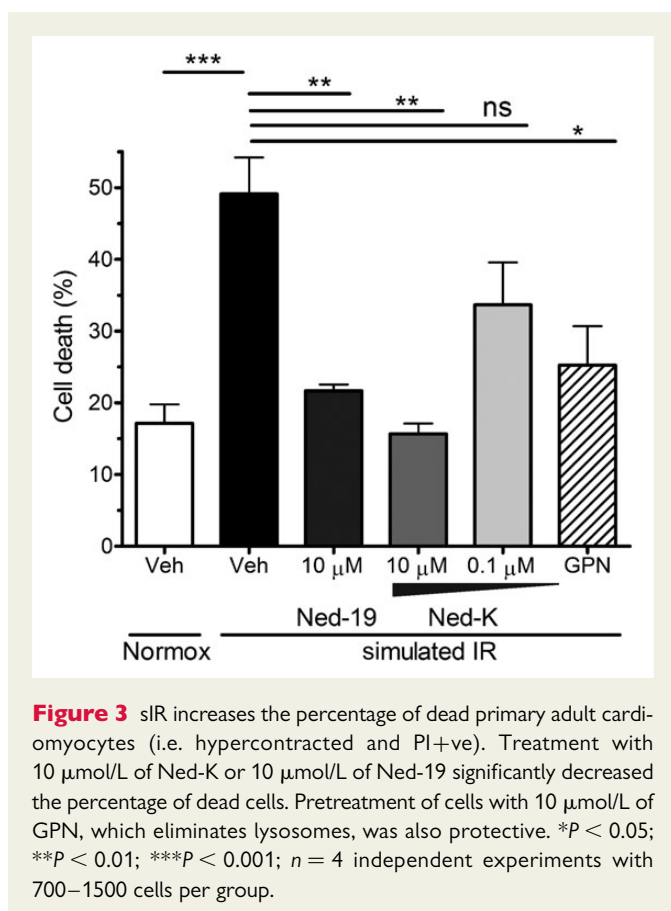 ***
**
**
ns
*
50
40
30
20
10
0
Cell death (%)
Veh Veh 10 µM 10 µM 0.1 µM GPN
Ned-19 Ned-K
Normox simulated IR
Figure 3 sIR increases the percentage of dead primary adult cardi-
omyocytes (i.e. hypercontracted and PI+ve). Treatment with
10 µmol/L of Ned-K or 10 µmol/L of Ned-19 significantly decreased
the percentage of dead cells. Pretreatment of cells with 10 µmol/L of
GPN, which eliminates lysosomes, was also protective. *P < 0.05;
**P < 0.01; ***P < 0.001; n = 4 independent experiments with
700–1500 cells per group.